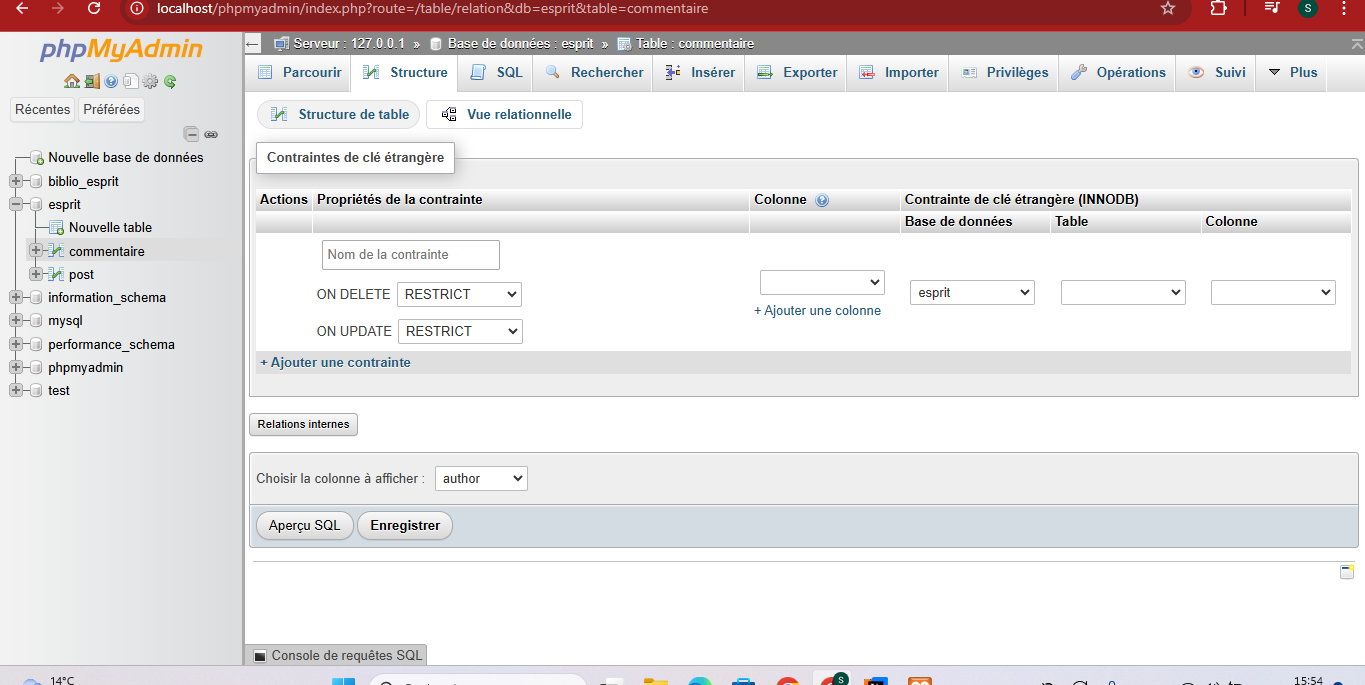 localhost/phpmyadmin/index.php?route=/table/relation&db=esprit&table=commentaire
S
phpMyAdmin
Récentes Préférées
Nouvelle base de données
biblio_esprit
esprit
Nouvelle table
commentaire
post
information_schema
mysql
performance_schema
phpmyadmin
test
Serveur : 127.0.0.1 » Base de données : esprit » Table : commentaire
Parcourir Structure SQL Rechercher Insérer Exporter Importer Privilèges Opérations Suivi Plus
Structure de table Vue relationnelle
Contraintes de clé étrangère
Actions Propriétés de la contrainte Colonne Contrainte de clé étrangère (INNODB)
Base de données Table Colonne
Nom de la contrainte
ON DELETE RESTRICT
esprit
+ Ajouter une colonne
ON UPDATE RESTRICT
+ Ajouter une contrainte
Relations internes
Choisir la colonne à afficher : author
Aperçu SQL Enregistrer
Console de requêtes SQL
14°C
S
15:54